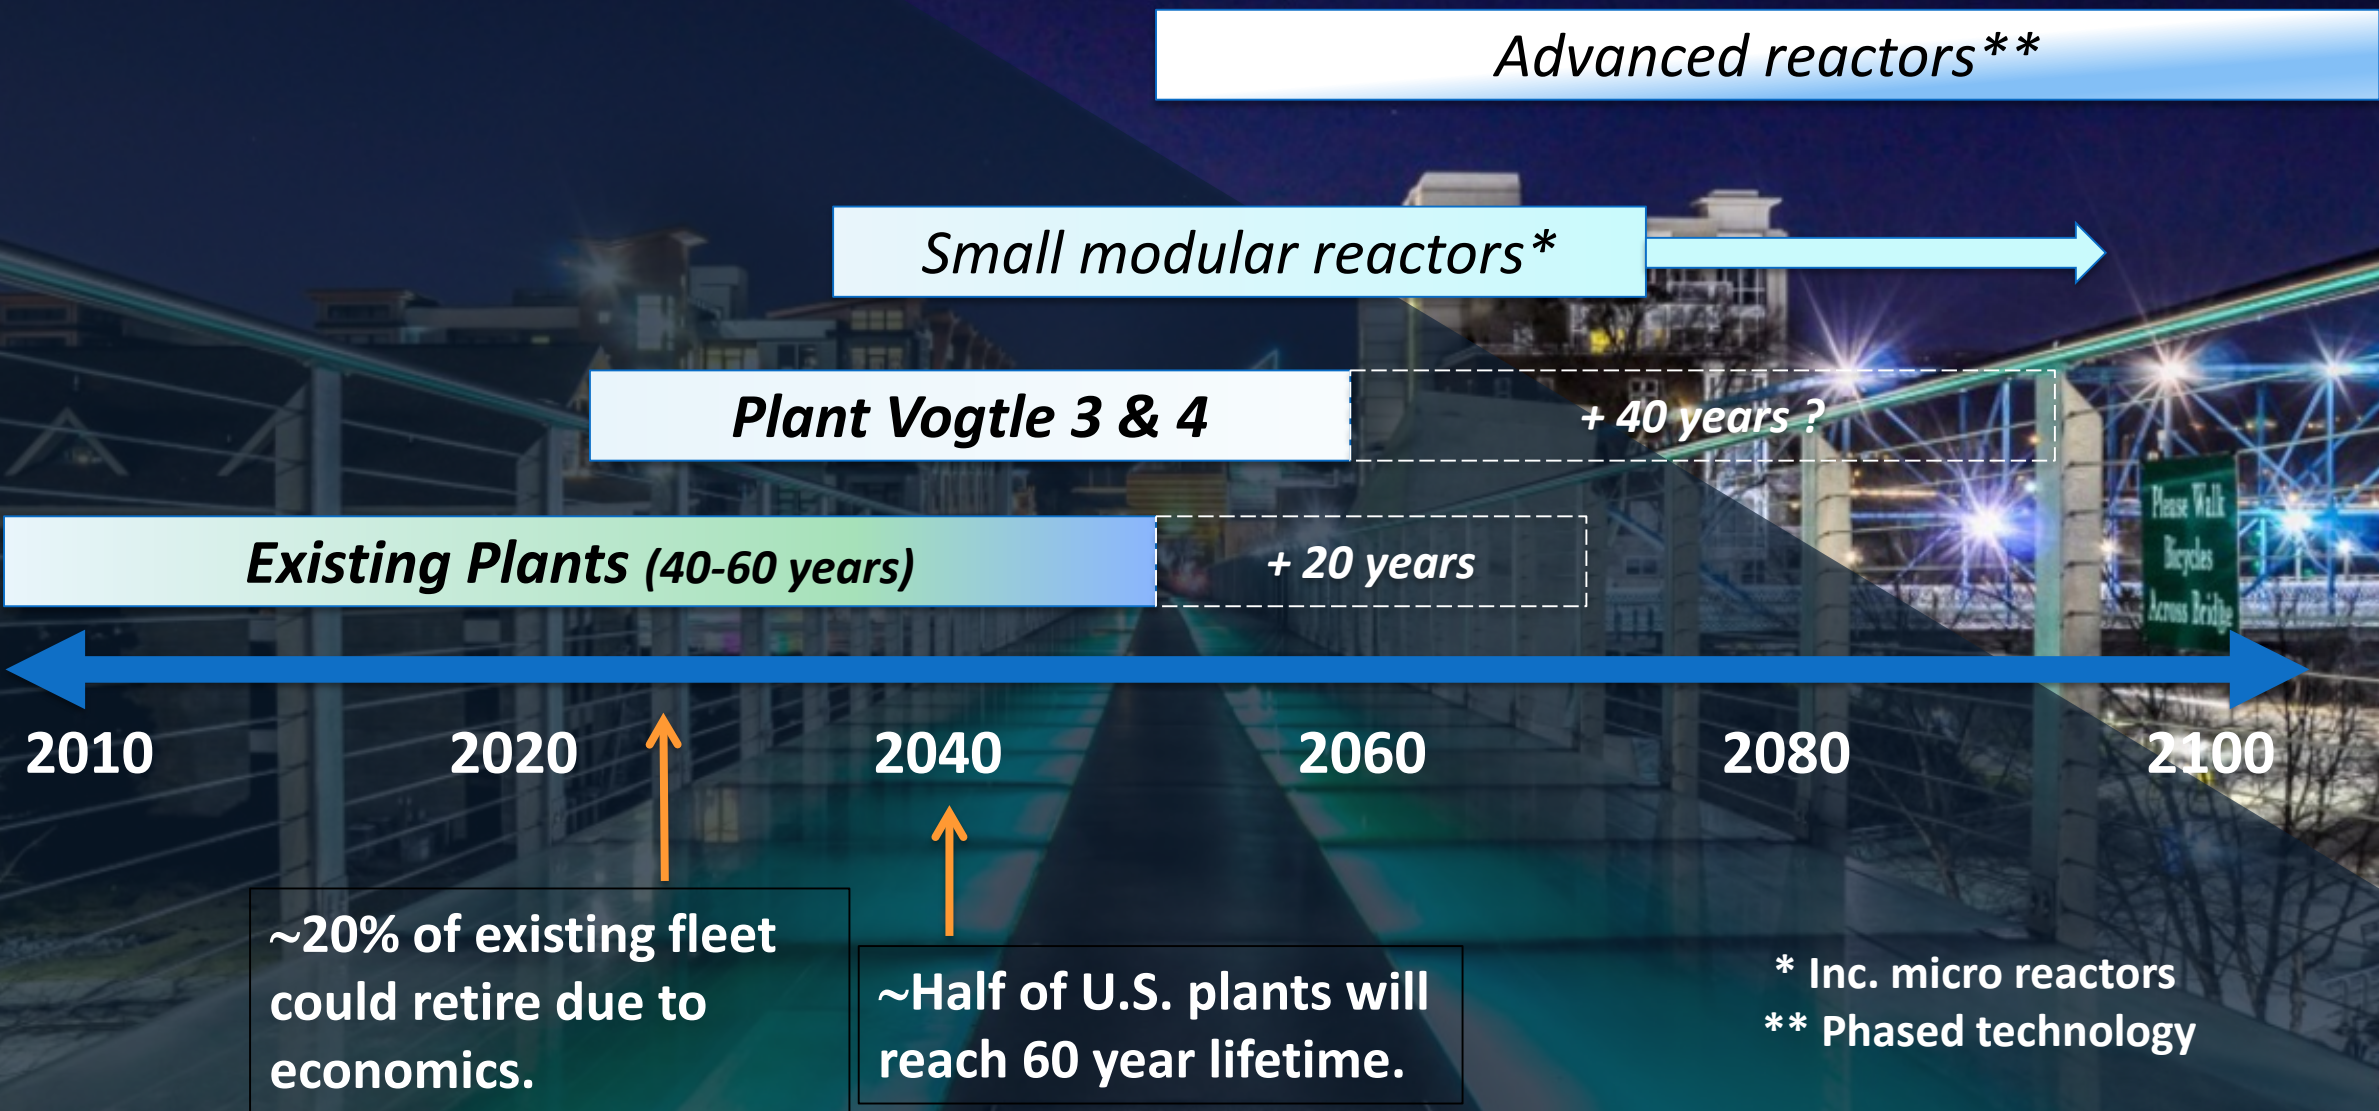 Advanced reactors**
Small modular reactors*
Plant Vogtle 3 & 4
+ 40 years ?
Existing Plants (40-60 years)
+ 20 years
Please Walk
Bicycles
Across Bridge
2010 2020 2040 2060 2080 2100
~20% of existing fleet
could retire due to
economics.
~Half of U.S. plants will
reach 60 year lifetime.
* Inc. micro reactors
** Phased technology